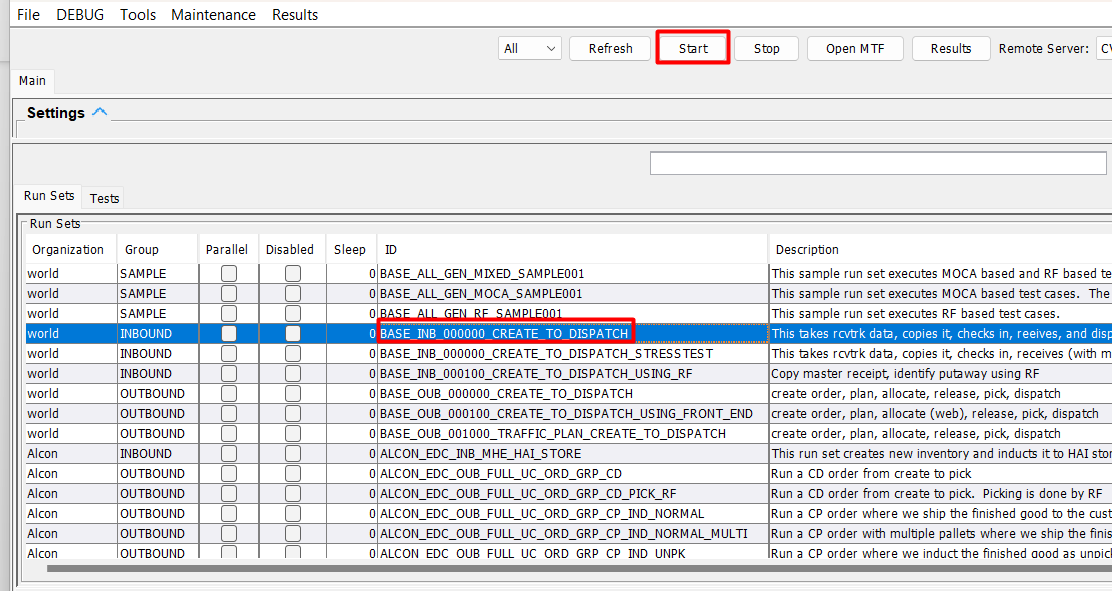 File DEBUG Tools Maintenance Results
All Refresh Start Stop Open MTF Results Remote Server: CV
Main
Settings
Run Sets Tests
Run Sets
Organization Group Parallel Disabled Sleep ID Description
world SAMPLE 0 BASE_ALL_GEN_MIXED_SAMPLE001 This sample run set executes MOCA based and RF based te
world SAMPLE 0 BASE_ALL_GEN_MOCA_SAMPLE001 This sample run set executes MOCA based test cases. The
world SAMPLE 0 BASE_ALL_GEN_RF_SAMPLE001 This sample run set executes RF based test cases.
world INBOUND 0 BASE_INB_000000_CREATE_TO_DISPATCH This takes rcvtrk data, copies it, checks in, reeives, and disp
world INBOUND 0 BASE_INB_000000_CREATE_TO_DISPATCH_STRESSTEST This takes rcvtrk data, copies it, checks in, receives (with m
world INBOUND 0 BASE_INB_000100_CREATE_TO_DISPATCH_USING_RF Copy master receipt, identify putaway using RF
world OUTBOUND 0 BASE_OUB_000000_CREATE_TO_DISPATCH create order, plan, allocate, release, pick, dispatch
world OUTBOUND 0 BASE_OUB_000100_CREATE_TO_DISPATCH_USING_FRONT_END create order, plan, allocate (web), release, pick, dispatch
world OUTBOUND 0 BASE_OUB_001000_TRAFFIC_PLAN_CREATE_TO_DISPATCH create order, plan, allocate, release, pick, dispatch
Alcon INBOUND 0 ALCON_EDC_INB_MHE_HAI_STORE This run set creates new inventory and inducts it to HAI stor
Alcon OUTBOUND 0 ALCON_EDC_OUB_FULL_UC_ORD_GRP_CD Run a CD order from create to pick
Alcon OUTBOUND 0 ALCON_EDC_OUB_FULL_UC_ORD_GRP_CD_PICK_RF Run a CD order from create to pick. Picking is done by RF
Alcon OUTBOUND 0 ALCON_EDC_OUB_FULL_UC_ORD_GRP_CP_IND_NORMAL Run a CP order where we ship the finished good to the cust
Alcon OUTBOUND 0 ALCON_EDC_OUB_FULL_UC_ORD_GRP_CP_IND_NORMAL_MULTI Run a CP order with multiple pallets where we ship the finis
Alcon OUTBOUND 0 ALCON_EDC_OUB_FULL_UC_ORD_GRP_CP_IND_UNPK Run a CP order where we induct the finished good as unpick